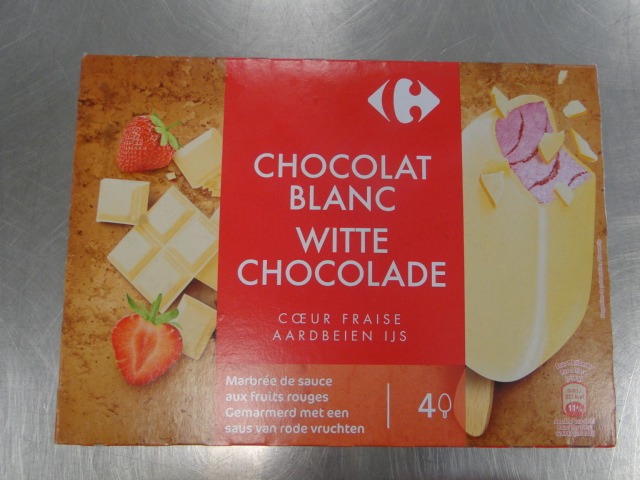 CHOCOLAT
BLANC
WITTE
CHOCOLADE
CŒUR FRAISE
AARDBEIEN IJS
Marbrée de sauce
aux fruits rouges
Gemarmerd met een
saus van rode vruchten
4
11%